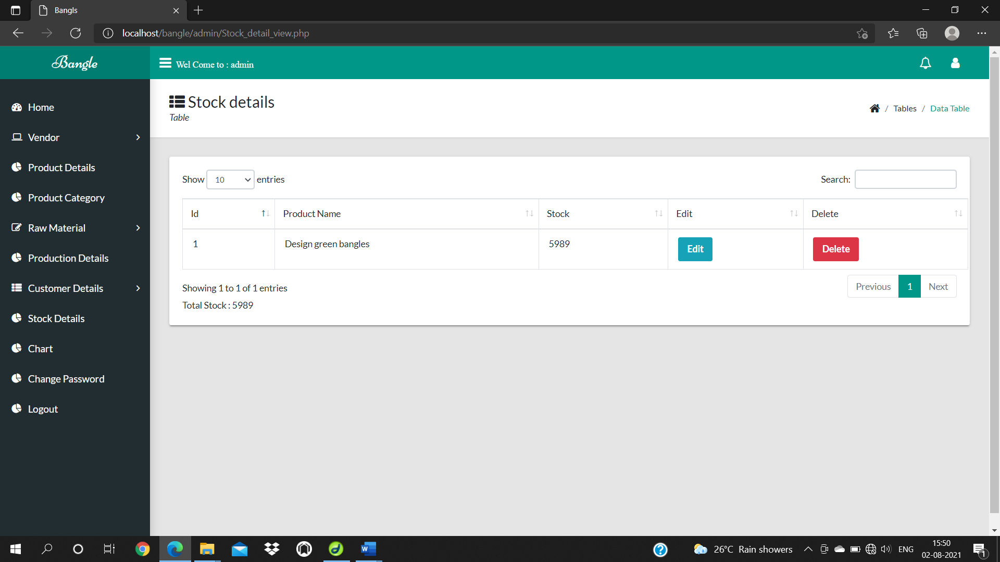 Bangls
localhost/bangle/admin/Stock_detail_view.php
Bangle
Wel Come to : admin
Home
Vendor
Product Details
Product Category
Raw Material
Production Details
Customer Details
Stock Details
Chart
Change Password
Logout
Stock details
Table
/ Tables / Data Table
Show 10 entries
Search:
Id Product Name Stock Edit Delete
1 Design green bangles 5989 Edit Delete
Showing 1 to 1 of 1 entries
Previous 1 Next
Total Stock : 5989
26°C Rain showers
ENG
15:50
02-08-2021
1